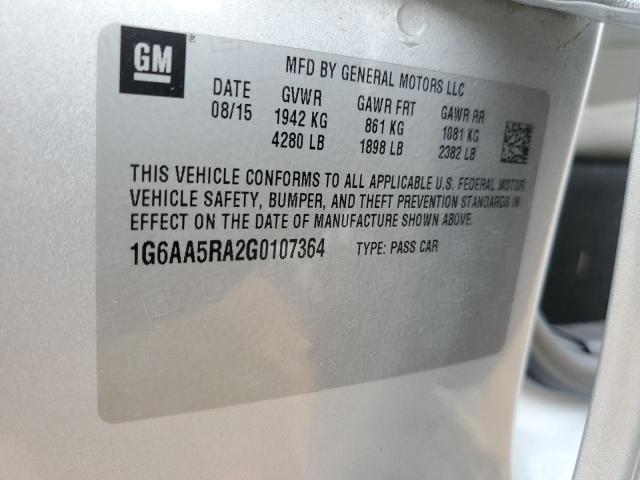 GM
MFD BY GENERAL MOTORS LLC
DATE GVWR GAWR FRT GAWR RR
08/15 1942 KG 861 KG 1081 KG
4280 LB 1898 LB 2382 LB
THIS VEHICLE CONFORMS TO ALL APPLICABLE U.S. FEDERAL MOTOR
VEHICLE SAFETY, BUMPER, AND THEFT PREVENTION STANDARDS IN
EFFECT ON THE DATE OF MANUFACTURE SHOWN ABOVE.
1G6AA5RA2G0107364 TYPE: PASS CAR